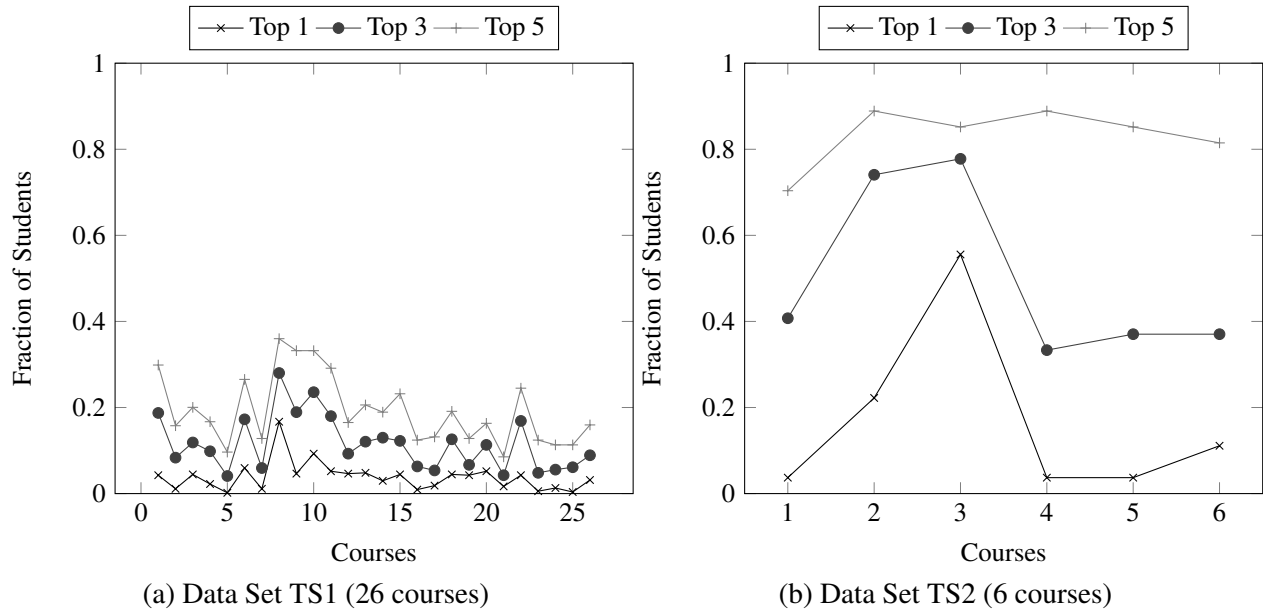 Top 1 Top 3 Top 5
1
0.8
0.6
0.4
0.2
0
Fraction of Students
0 5 10 15 20 25
Courses
(a) Data Set TS1 (26 courses)
Top 1 Top 3 Top 5
1
0.8
0.6
0.4
0.2
0
Fraction of Students
1 2 3 4 5 6
Courses
(b) Data Set TS2 (6 courses)